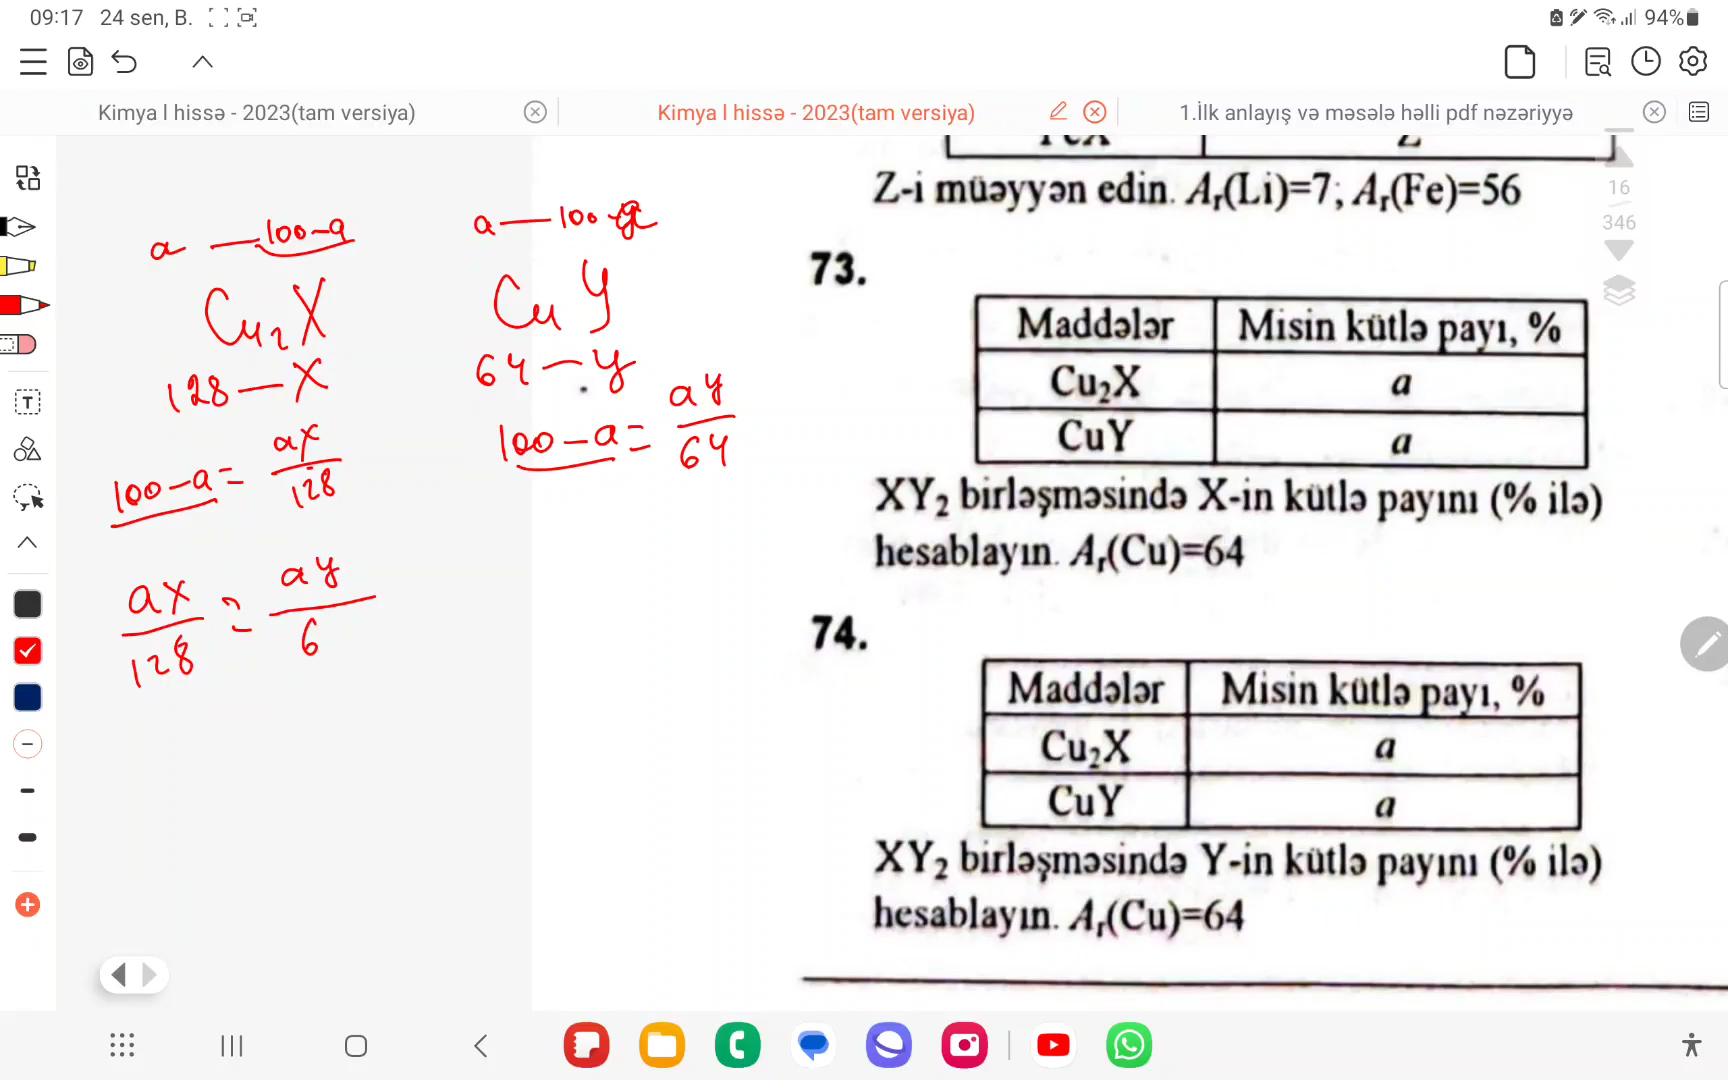 09:17 24 sen, B.
94%
Kimya I hissə - 2023(tam versiya)
Kimya I hissə - 2023(tam versiya)
1.İlk anlayış və məsələ həlli pdf nəzəriyyə
Z
Z-i müəyyən edin. Aᵣ(Li)=7; Aᵣ(Fe)=56
16
346
a — 100-a
Cu₂X
128 — X
100-a = ax/128
ax/128 = ay/6
a — 100-a
CuY
64 — y
100-a = ay/64
73.
Maddələr Misin kütlə payı, %
Cu₂X a
CuY a
XY₂ birləşməsində X-in kütlə payını (% ilə)
hesablayın. Aᵣ(Cu)=64
74.
Maddələr Misin kütlə payı, %
Cu₂X a
CuY a
XY₂ birləşməsində Y-in kütlə payını (% ilə)
hesablayın. Aᵣ(Cu)=64
T